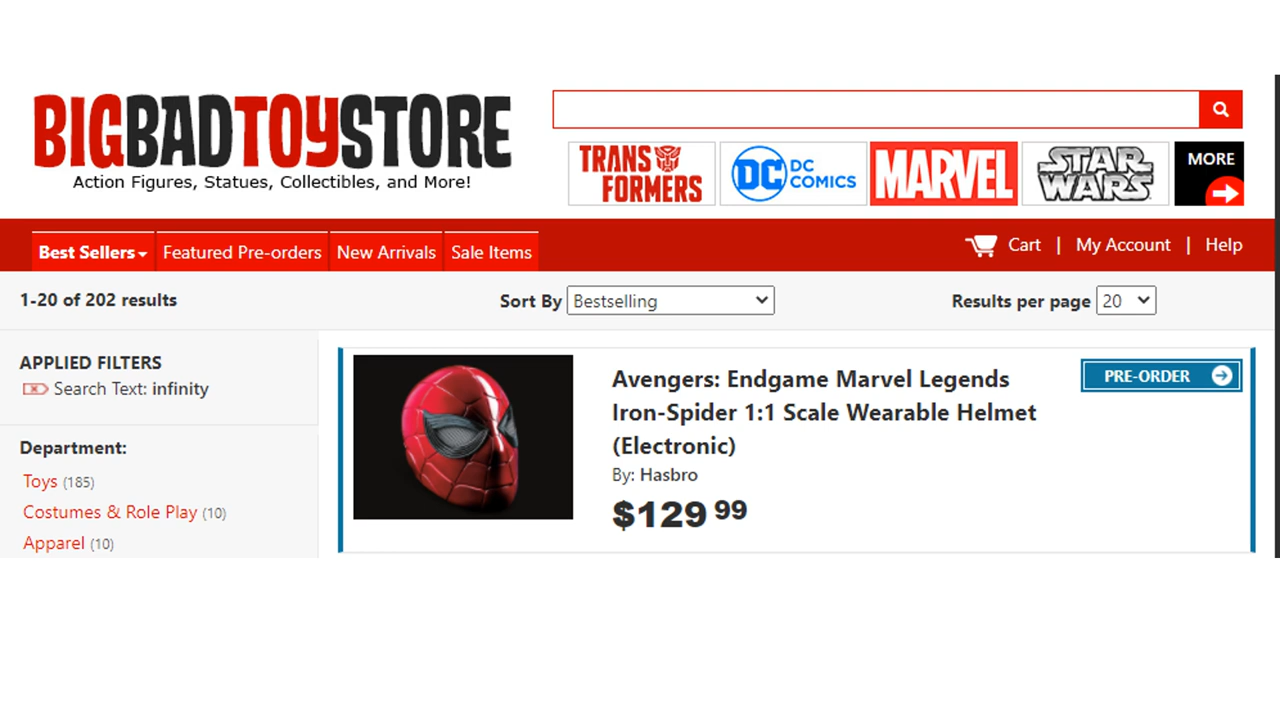 BIGBADTOYSTORE
Action Figures, Statues, Collectibles, and More!
TRANSFORMERS
DC DC COMICS
MARVEL
STAR WARS
MORE
Best Sellers
Featured Pre-orders
New Arrivals
Sale Items
Cart | My Account | Help
1-20 of 202 results
Sort By Bestselling
Results per page 20
APPLIED FILTERS
Search Text: infinity
Department:
Toys (185)
Costumes & Role Play (10)
Apparel (10)
Avengers: Endgame Marvel Legends
Iron-Spider 1:1 Scale Wearable Helmet
(Electronic)
By: Hasbro
$129 99
PRE-ORDER